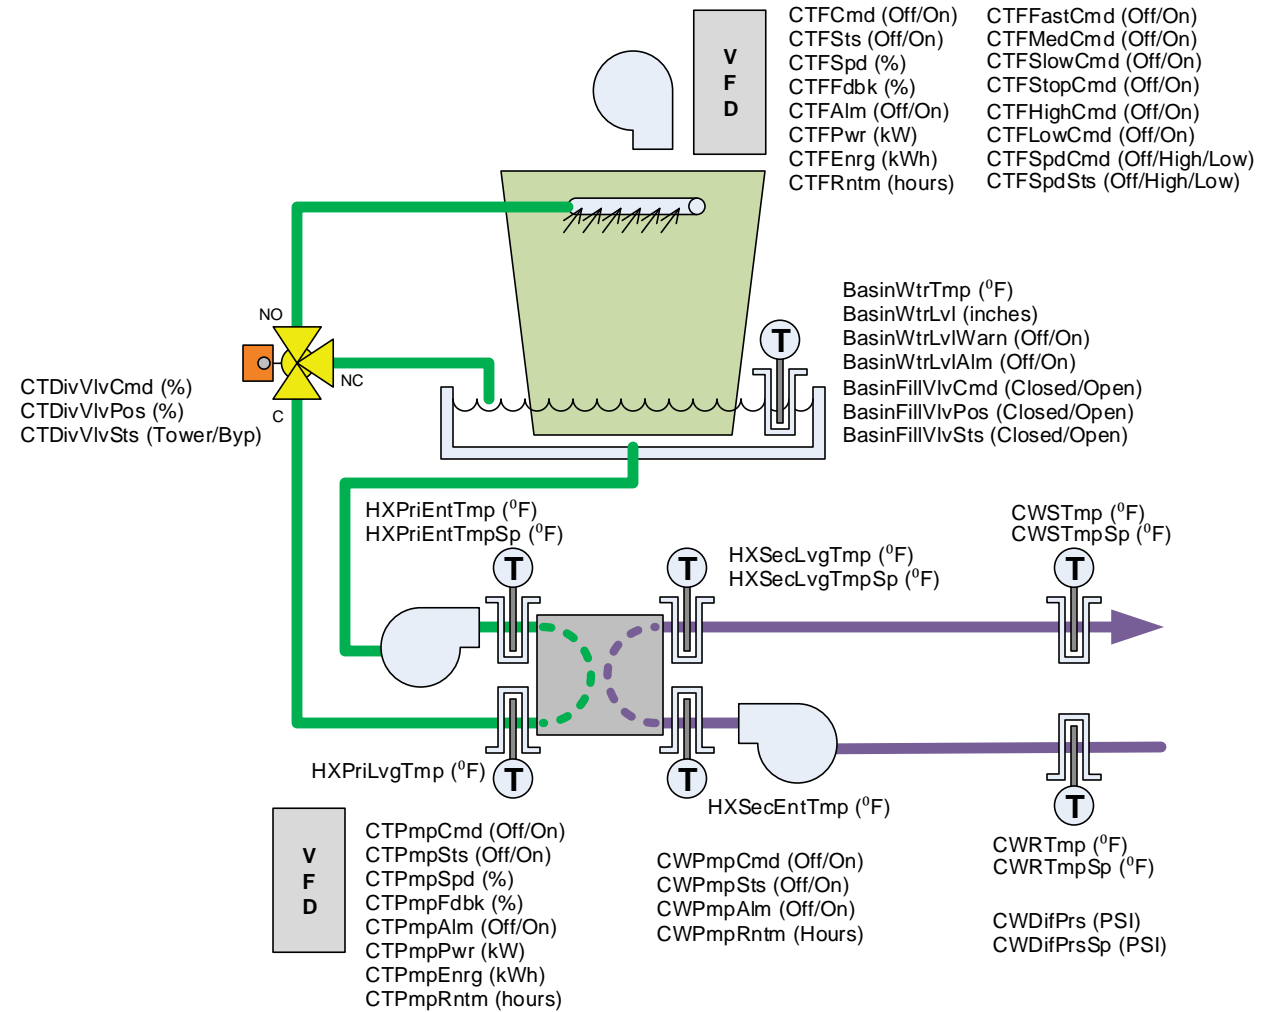 V
F
D
CTFCmd (Off/On)
CTFSts (Off/On)
CTFSpd (%)
CTFFdbk (%)
CTFAlm (Off/On)
CTFPwr (kW)
CTFEnrg (kWh)
CTFRntm (hours)
CTFFastCmd (Off/On)
CTFMedCmd (Off/On)
CTFSlowCmd (Off/On)
CTFStopCmd (Off/On)
CTFHighCmd (Off/On)
CTFLowCmd (Off/On)
CTFSpdCmd (Off/High/Low)
CTFSpdSts (Off/High/Low)
NO
NC
C
CTDivVlvCmd (%)
CTDivVlvPos (%)
CTDivVlvSts (Tower/Byp)
T
BasinWtrTmp (⁰F)
BasinWtrLvl (inches)
BasinWtrLvlWarn (Off/On)
BasinWtrLvlAlm (Off/On)
BasinFillVlvCmd (Closed/Open)
BasinFillVlvPos (Closed/Open)
BasinFillVlvSts (Closed/Open)
HXPriEntTmp (⁰F)
HXPriEntTmpSp (⁰F)
T
T
HXSecLvgTmp (⁰F)
HXSecLvgTmpSp (⁰F)
CWSTmp (⁰F)
CWSTmpSp (⁰F)
T
HXPriLvgTmp (⁰F)
T
T
HXSecEntTmp (⁰F)
T
CWRTmp (⁰F)
CWRTmpSp (⁰F)
CWDifPrs (PSI)
CWDifPrsSp (PSI)
V
F
D
CTPmpCmd (Off/On)
CTPmpSts (Off/On)
CTPmpSpd (%)
CTPmpFdbk (%)
CTPmpAlm (Off/On)
CTPmpPwr (kW)
CTPmpEnrg (kWh)
CTPmpRntm (hours)
CWPmpCmd (Off/On)
CWPmpSts (Off/On)
CWPmpAlm (Off/On)
CWPmpRntm (Hours)